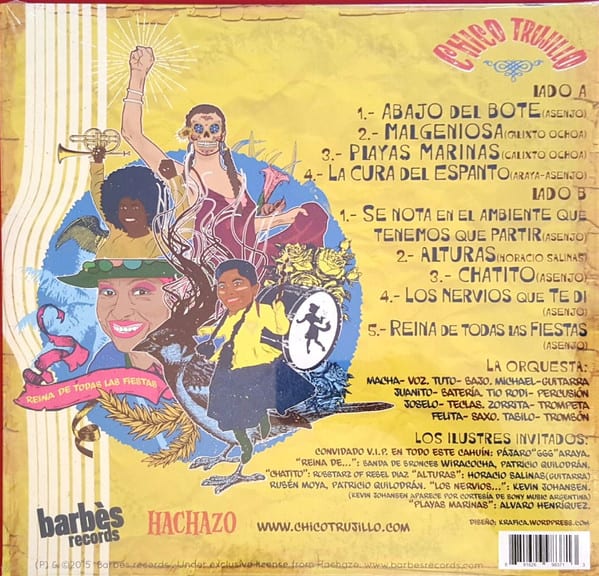 CHICO TRUJILLO
LADO A
1.- ABAJO DEL BOTE (ASENJO)
2.- MALGENIOSA (QLIXTO OCHOA)
3.- PLAYAS MARINAS (CALIXTO OCHOA)
4.- LA CURA DEL ESPANTO (ARAYA-ASENJO)
LADO B
1.- SE NOTA EN EL AMBIENTE QUE
TENEMOS QUE PARTIR (ASENJO)
2.- ALTURAS (HORACIO SALINAS)
3.- CHATITO (ASENJO)
4.- LOS NERVIOS QUE TE DI
(ASENJO)
5.- REINA DE TODAS LAS FIESTAS
(ASENJO)
REINA DE TODAS LAS FIESTAS
LA ORQUESTA:
MACHA- VOZ. TUTO- BAJO. MICHAEL-GUITARRA
JUANITO- BATERÍA. TIO RODI- PERCUSIÓN
JOSELO- TECLAS. ZORRITA- TROMPETA
FELITA- SAXO. TABILO- TROMBÓN
LOS ILUSTRES INVITADOS:
CONVIDADO V.I.P. EN TODO ESTE CAHUÍN: PÁJARO"666"ARAYA.
"REINA DE...": BANDA DE BRONCES WIRACOCHA, PATRICIO QUILODRÁN.
"CHATITO": ROSSTARZ OF REBEL DIAZ "ALTURAS": HORACIO SALINAS(GUITARRA)
RUBÉN MOYA, PATRICIO QUILODRÁN. "LOS NERVIOS...": KEVIN JOHANSEN.
(KEVIN JOHANSEN APARECE POR CORTESÍA DE SONY MUSIC ARGENTINA)
"PLAYAS MARINAS": ALVARO HENRÍQUEZ.
barbès
records
HACHAZO
WWW.CHICOTRUJILLO.COM
DISEÑO: KRAFICA.WORDPRESS.COM
(P) & ©2015 Barbès records. Under exclusive license from Hachazo. www.barbesrecords.com